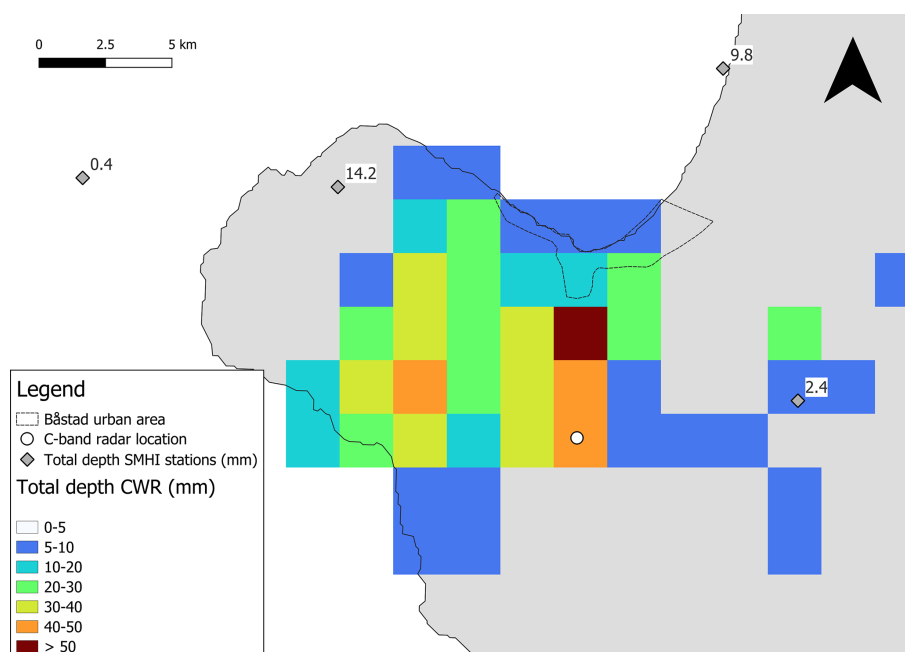 0 2.5 5 km
9.8
0.4
14.2
2.4
Legend
Båstad urban area
C-band radar location
Total depth SMHI stations (mm)
Total depth CWR (mm)
0-5
5-10
10-20
20-30
30-40
40-50
> 50